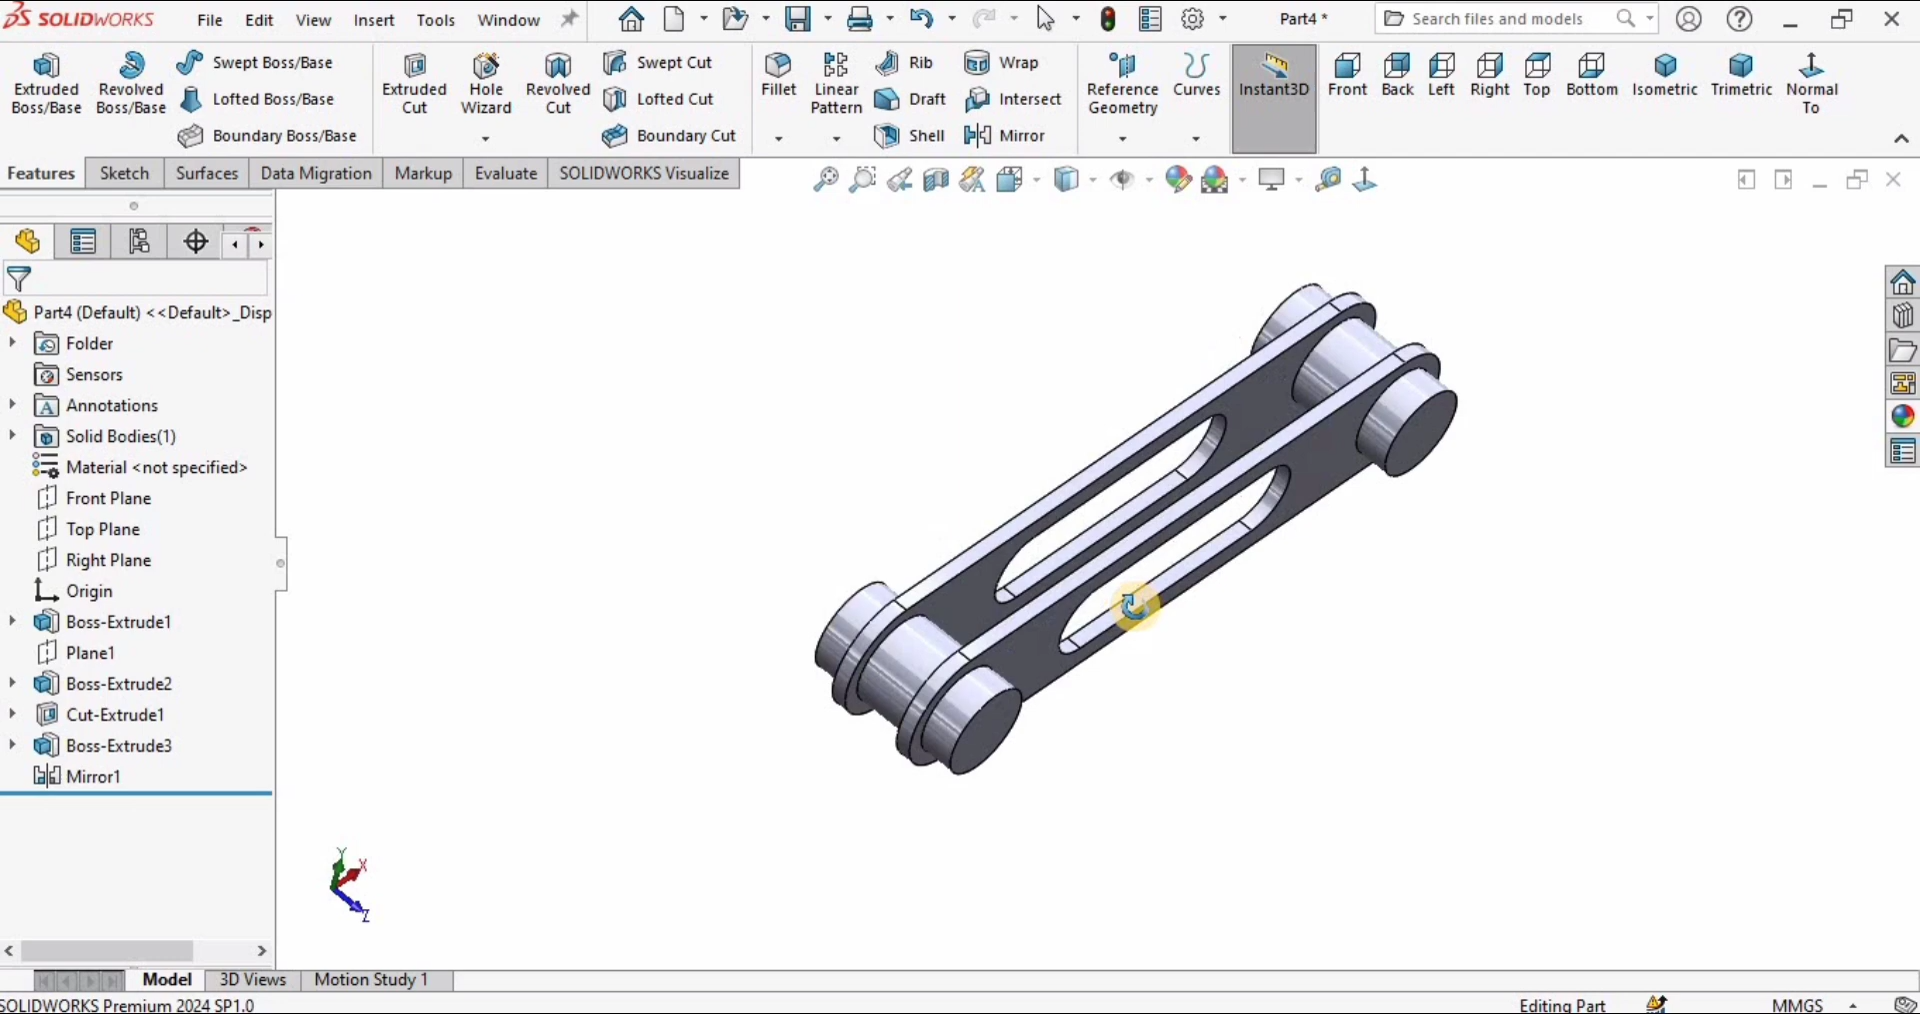 SOLIDWORKS File Edit View Insert Tools Window Part4 * Search files and models
Extruded Boss/Base
Revolved Boss/Base
Swept Boss/Base
Lofted Boss/Base
Boundary Boss/Base
Extruded Cut
Hole Wizard
Revolved Cut
Swept Cut
Lofted Cut
Boundary Cut
Fillet
Linear Pattern
Rib
Draft
Shell
Wrap
Intersect
Mirror
Reference Geometry
Curves
Instant3D
Front
Back
Left
Right
Top
Bottom
Isometric
Trimetric
Normal To
Features Sketch Surfaces Data Migration Markup Evaluate SOLIDWORKS Visualize
Part4 (Default) <<Default>_Disp
Folder
Sensors
Annotations
Solid Bodies(1)
Material <not specified>
Front Plane
Top Plane
Right Plane
Origin
Boss-Extrude1
Plane1
Boss-Extrude2
Cut-Extrude1
Boss-Extrude3
Mirror1
Y
X
Z
Model 3D Views Motion Study 1
SOLIDWORKS Premium 2024 SP1.0 Editing Part MMGS